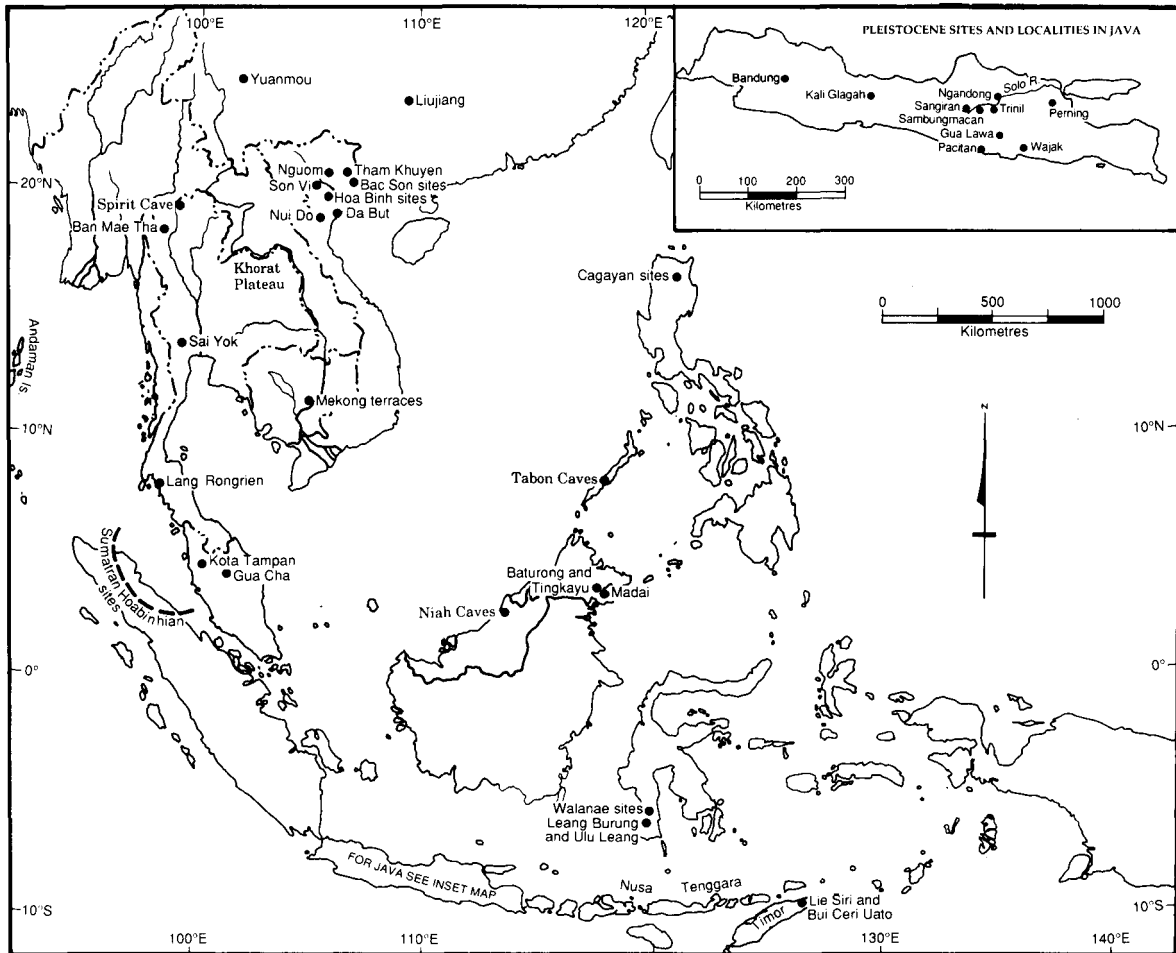 100°E
120°E
PLEISTOCENE SITES AND LOCALITIES IN JAVA
Bandung
Kali Glagah
Ngandong
Solo R.
Sangiran
Trinil
Sambungmacan
Perning
Gua Lawa
Pacitan
Wajak
0 100 200 300
Kilometres
Yuanmou
Liujiang
Nguom
Tham Khuyen
Son Vi
Bac Son sites
Hoa Binh sites
Nui Do
Da But
20°N
Spirit Cave
Ban Mae Tha
Khorat
Plateau
Cagayan sites
0 500 1000
Kilometres
Andaman Is
Sai Yok
Mekong terraces
10°N
10°N
N
Lang Rongrien
Tabon Caves
Sumatran Hoabinhian
sites
Kota Tampan
Gua Cha
Baturong and
Tingkayu
Madai
Niah Caves
0°
0°
Walanae sites
Leang Burung
and Ulu Leang
FOR JAVA SEE INSET MAP
Nusa Tenggara
Timor
Lie Siri and
Bui Ceri Uato
10°S
10°S
100°E
110°E
130°E
140°E